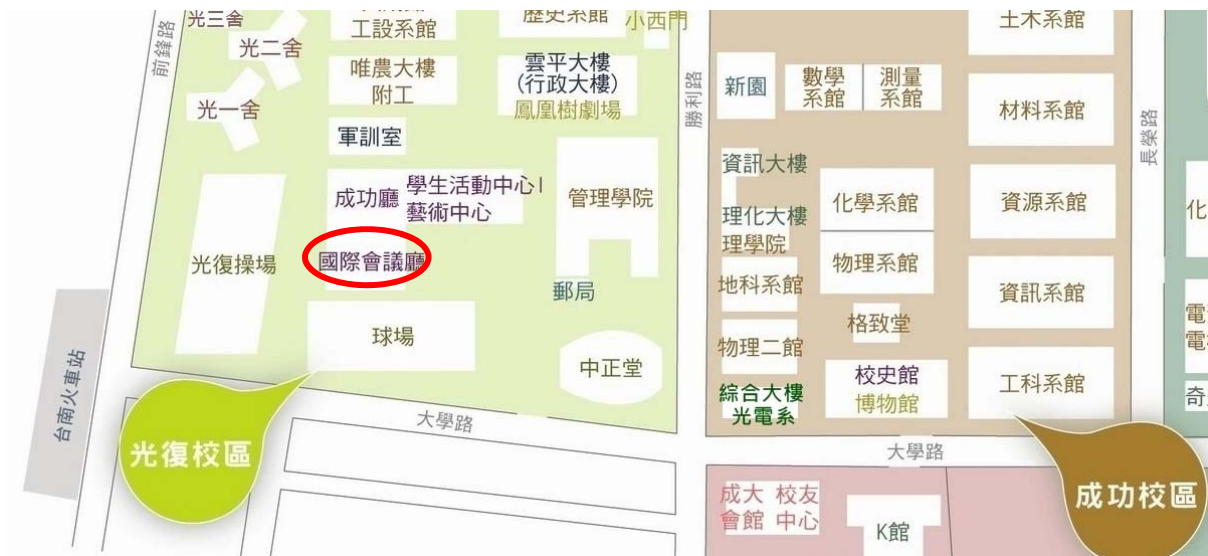 光三舍
光二舍
光一舍
前鋒路
工設系館
唯農大樓
附工
軍訓室
成功廳
學生活動中心I
藝術中心
國際會議廳
光復操場
球場
歷史系館
小西門
雲平大樓
(行政大樓)
鳳凰樹劇場
管理學院
郵局
中正堂
勝利路
台南火車站
光復校區
大學路
新園
數學
系館
測量
系館
資訊大樓
理化大樓
理學院
地科系館
物理二館
綜合大樓
光電系
化學系館
物理系館
格致堂
校史館
博物館
土木系館
材料系館
資源系館
資訊系館
工科系館
長榮路
大學路
成功校區
成大
會館
校友
中心
K館
化
奇